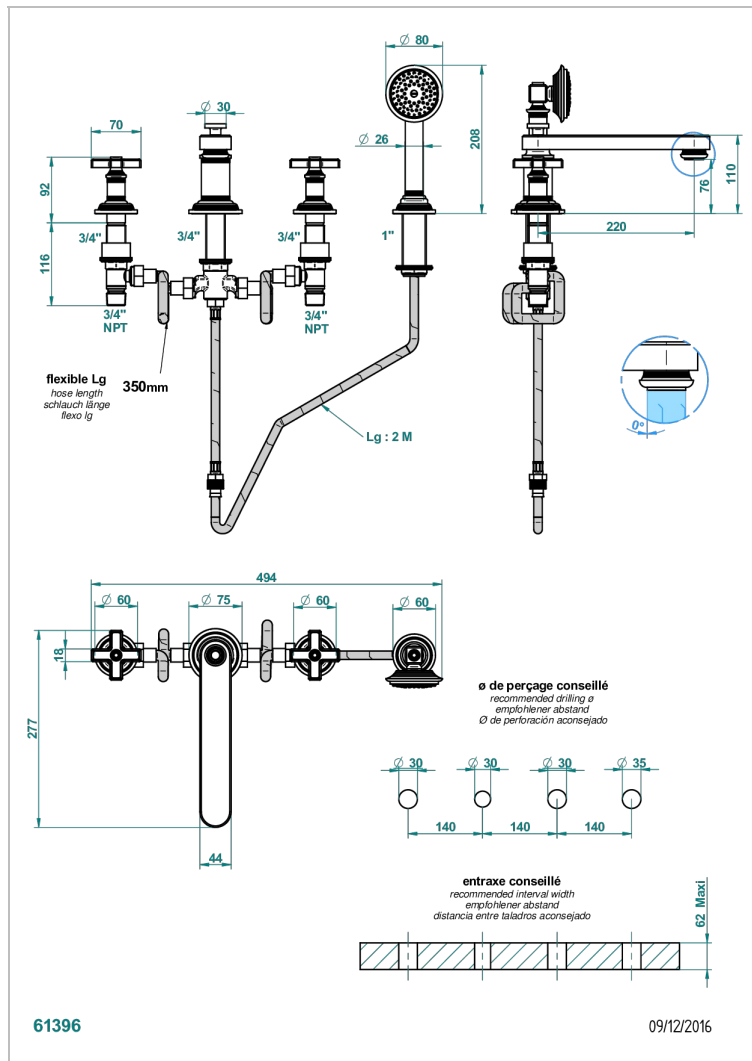 Ø 80
Ø 30
70
Ø 26
208
92
110
76
220
3/4"
3/4"
3/4"
1"
116
3/4"
NPT
3/4"
NPT
flexible Lg
hose length
schlauch länge
flexo lg
350mm
0°
Lg : 2 M
494
Ø 60
Ø 75
Ø 60
Ø 60
18
277
44
ø de perçage conseillé
recommended drilling ø
empfohlener abstand
Ø de perforación aconsejado
Ø 30
Ø 30
Ø 30
Ø 35
140
140
140
entraxe conseillé
recommended interval width
empfohlener abstand
distancia entre taladros aconsejado
62 Maxi
61396
09/12/2016